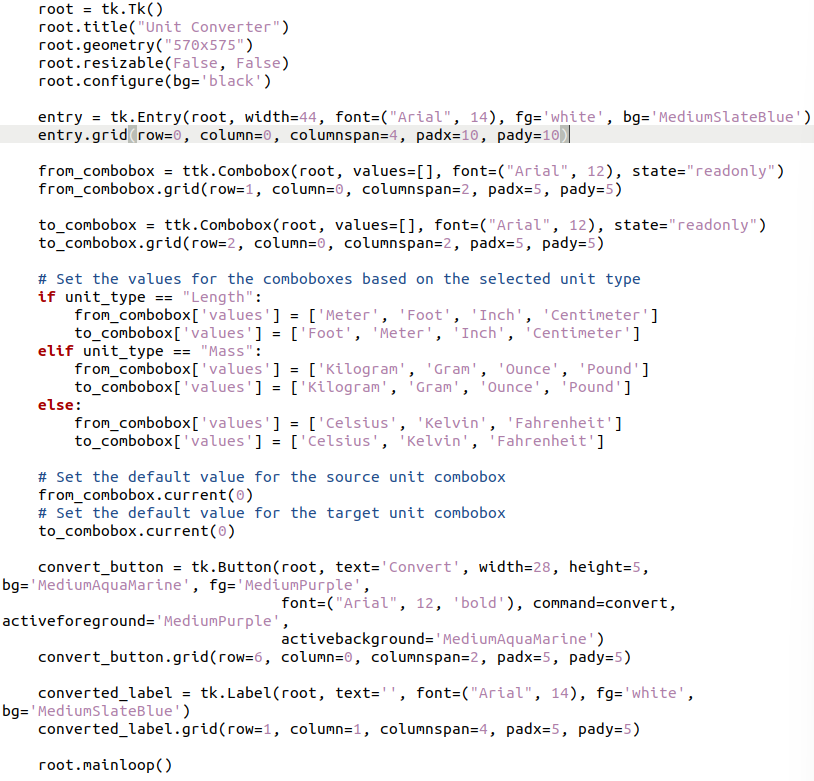 root = tk.Tk()
root.title("Unit Converter")
root.geometry("570x575")
root.resizable(False, False)
root.configure(bg='black')
entry = tk.Entry(root, width=44, font=("Arial", 14), fg='white', bg='MediumSlateBlue')
entry.grid(row=0, column=0, columnspan=4, padx=10, pady=10)
from_combobox = ttk.Combobox(root, values=[], font=("Arial", 12), state="readonly")
from_combobox.grid(row=1, column=0, columnspan=2, padx=5, pady=5)
to_combobox = ttk.Combobox(root, values=[], font=("Arial", 12), state="readonly")
to_combobox.grid(row=2, column=0, columnspan=2, padx=5, pady=5)
# Set the values for the comboboxes based on the selected unit type
if unit_type == "Length":
    from_combobox['values'] = ['Meter', 'Foot', 'Inch', 'Centimeter']
    to_combobox['values'] = ['Foot', 'Meter', 'Inch', 'Centimeter']
elif unit_type == "Mass":
    from_combobox['values'] = ['Kilogram', 'Gram', 'Ounce', 'Pound']
    to_combobox['values'] = ['Kilogram', 'Gram', 'Ounce', 'Pound']
else:
    from_combobox['values'] = ['Celsius', 'Kelvin', 'Fahrenheit']
    to_combobox['values'] = ['Celsius', 'Kelvin', 'Fahrenheit']
# Set the default value for the source unit combobox
from_combobox.current(0)
# Set the default value for the target unit combobox
to_combobox.current(0)
convert_button = tk.Button(root, text='Convert', width=28, height=5,
bg='MediumAquaMarine', fg='MediumPurple',
font=("Arial", 12, 'bold'), command=convert,
activeforeground='MediumPurple',
activebackground='MediumAquaMarine')
convert_button.grid(row=6, column=0, columnspan=2, padx=5, pady=5)
converted_label = tk.Label(root, text='', font=("Arial", 14), fg='white',
bg='MediumSlateBlue')
converted_label.grid(row=1, column=1, columnspan=4, padx=5, pady=5)
root.mainloop()